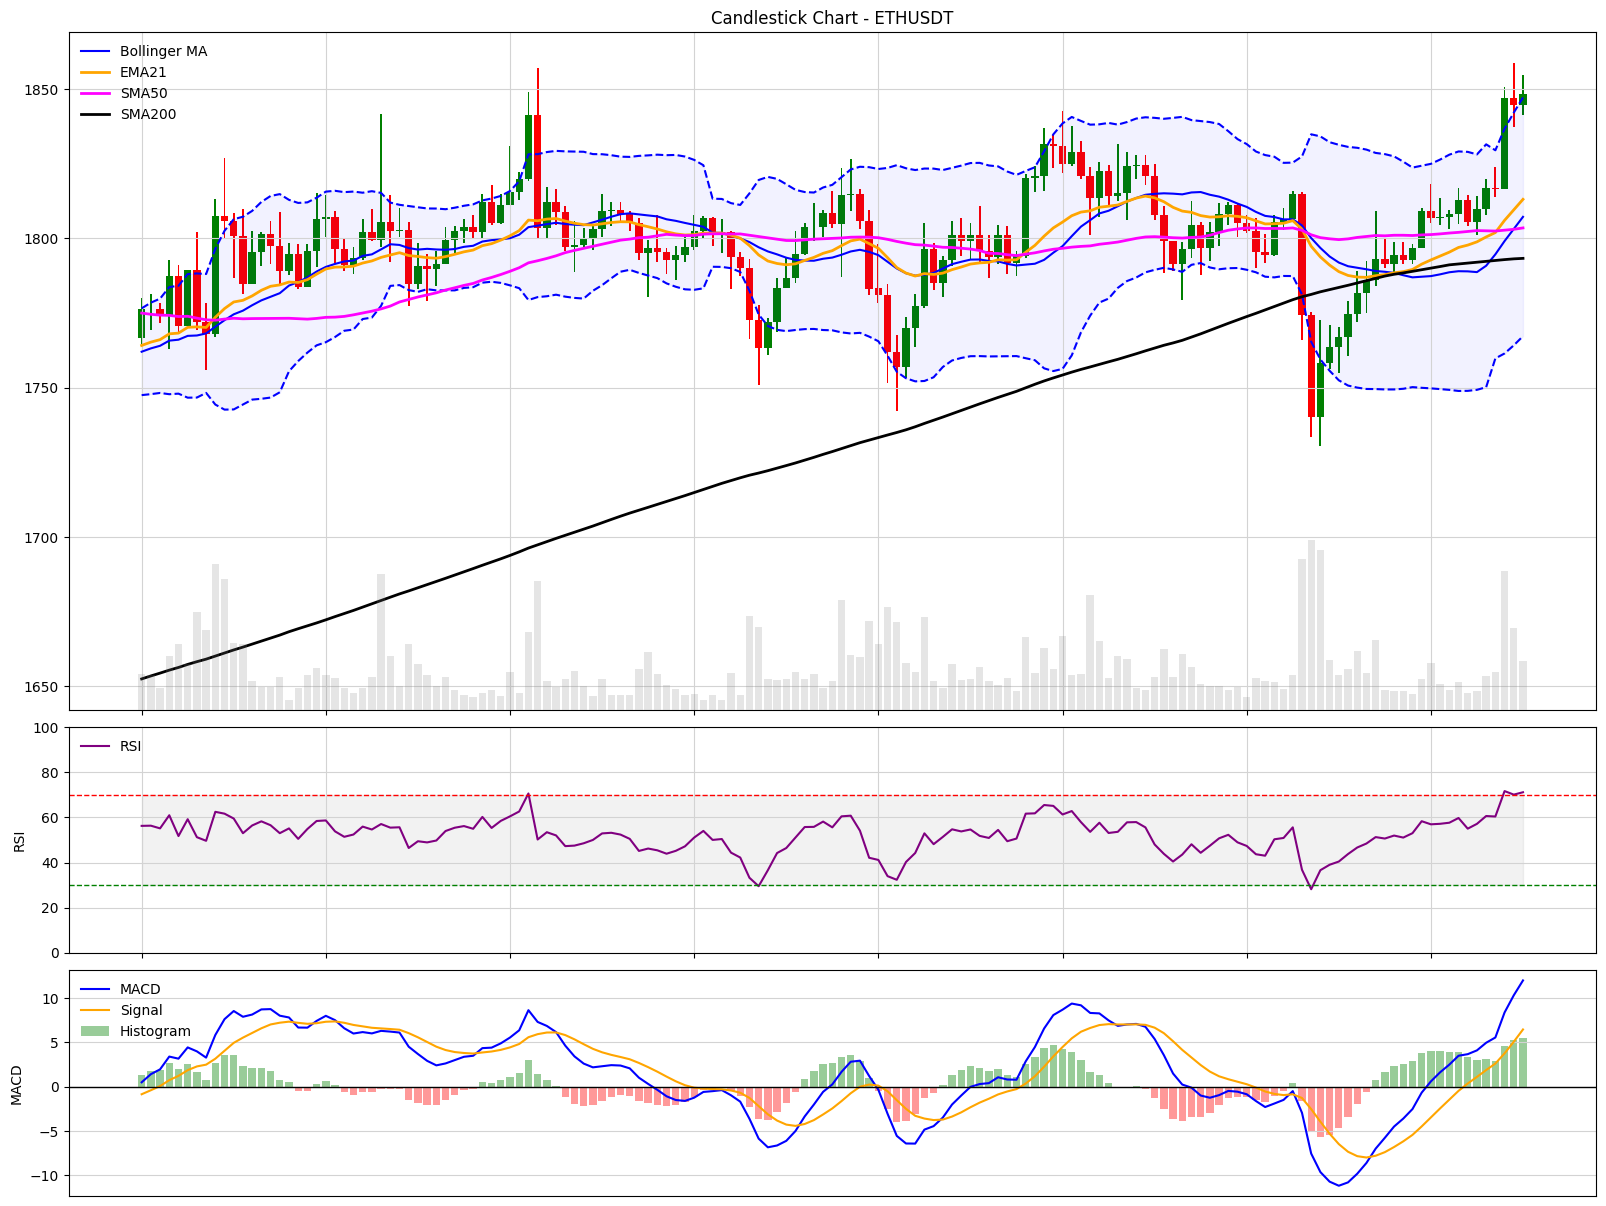 Candlestick Chart - ETHUSDT
Bollinger MA
EMA21
SMA50
SMA200
1850
1800
1750
1700
1650
RSI
100
80
60
40
20
0
RSI
MACD
Signal
Histogram
10
5
0
−5
−10
MACD